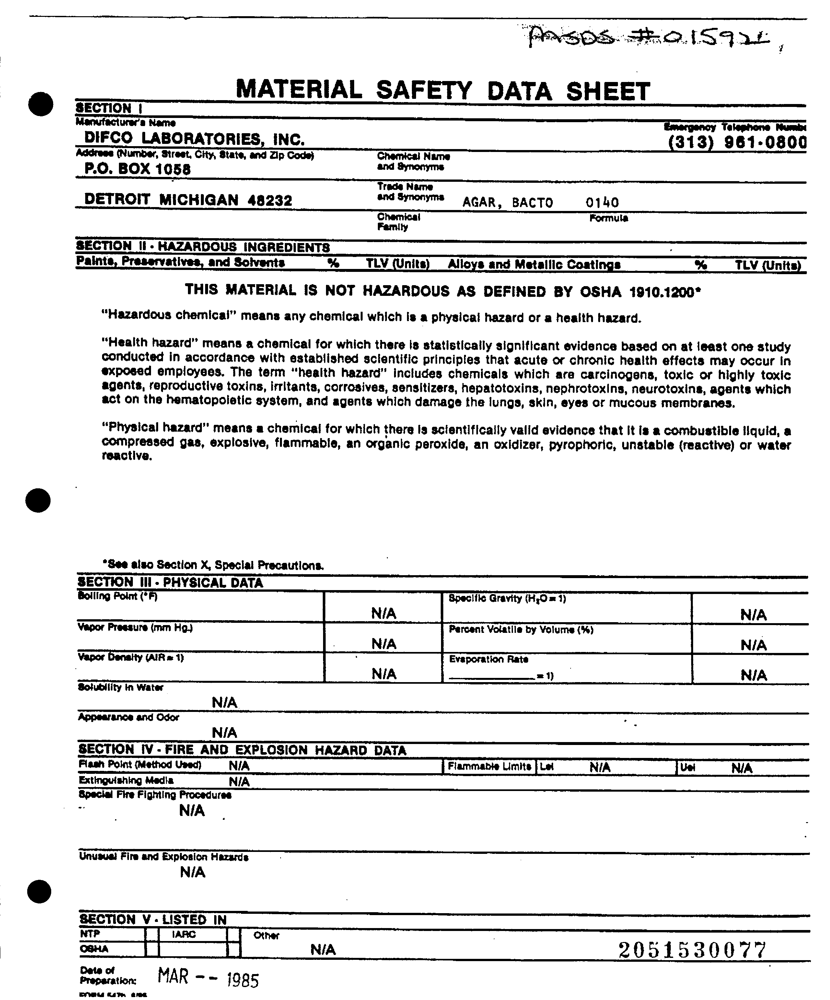 #015921
MATERIAL SAFETY DATA SHEET
SECTION I
Manufacturer's Name
Emergency Telephone Numbe
DIFCO LABORATORIES, INC.
(313) 961-0800
Address (Number, Street, City, State, and Zip Code)
Chemical Name
and Synonyms
P.O. BOX 1058
Trade Name
and Synonyms
DETROIT MICHIGAN 48232
AGAR, BACTO 0140
Chemical
Family
Formula
SECTION II - HAZARDOUS INGREDIENTS
Paints, Preservatives, and Solvents % TLV (Units) Alloys and Metallic Coatings % TLV (Units)
THIS MATERIAL IS NOT HAZARDOUS AS DEFINED BY OSHA 1910.1200*
"Hazardous chemical" means any chemical which is a physical hazard or a health hazard.
"Health hazard" means a chemical for which there is statistically significant evidence based on at least one study
conducted in accordance with established scientific principles that acute or chronic health effects may occur in
exposed employees. The term "health hazard" includes chemicals which are carcinogens, toxic or highly toxic
agents, reproductive toxins, irritants, corrosives, sensitizers, hepatotoxins, nephrotoxins, neurotoxins, agents which
act on the hematopoietic system, and agents which damage the lungs, skin, eyes or mucous membranes.
"Physical hazard" means a chemical for which there is scientifically valid evidence that it is a combustible liquid, a
compressed gas, explosive, flammable, an organic peroxide, an oxidizer, pyrophoric, unstable (reactive) or water
reactive.
*See also Section X, Special Precautions.
SECTION III - PHYSICAL DATA
Boiling Point (°F) N/A Specific Gravity (H₂O = 1) N/A
Vapor Pressure (mm Hg.) N/A Percent Volatile by Volume (%) N/A
Vapor Density (AIR = 1) N/A Evaporation Rate
= 1) N/A
Solubility in Water
N/A
Appearance and Odor
N/A
SECTION IV - FIRE AND EXPLOSION HAZARD DATA
Flash Point (Method Used) N/A Flammable Limits Lel N/A Uel N/A
Extinguishing Media N/A
Special Fire Fighting Procedures
N/A
Unusual Fire and Explosion Hazards
N/A
SECTION V - LISTED IN
NTP IARC Other
OSHA N/A
2051530077
Date of
Preparation: MAR -- 1985